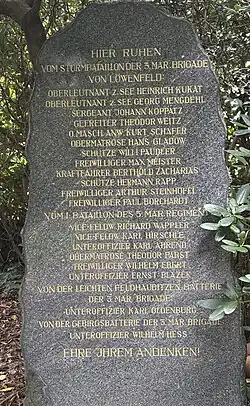 HIER RUHEN
VOM STURMBATAILLON DER 3. MAR. BRIGADE
VON LÖWENFELD:
OBERLEUTNANT Z. SEE HEINRICH KUKAT
OBERLEUTNANT Z. SEE GEORG MENGDEHL
SERGEANT JOHANN KOPPATZ
GEFREITER THEODOR WEITZ
O. MASCH. ANW. KURT SCHÄFER
OBERMATROSE HANS GLADOW
SCHÜTZE WILLI PAUDLER
FREIWILLIGER MAX MEISTER
KRAFTFAHRER BERTHOLD ZACHARIAS
SCHÜTZE HERMANN RAPP
FREIWILLIGER ARTHUR STEINHÖFEL
FREIWILLIGER PAUL BORCHARDT
VOM I. BATAILLON DES 5. MAR. REGIMENTS
VICE-FELDW. RICHARD WAPPLER
VICE-FELDW. KARL HIRSCHLE
UNTEROFFIZIER KARL AHREND
OBERMATROSE THEODOR PABST
FREIWILLIGER WILHELM EBERT
UNTEROFFIZIER ERNST BLAZEK
VON DER LEICHTEN FELDHAUBITZEN-BATTERIE
DER 3. MAR. BRIGADE
UNTEROFFIZIER KARL OLDENBURG
VON DER GEBIRGSBATTERIE DER 3. MAR. BRIGADE
UNTEROFFIZIER WILHELM HESS
EHRE IHREM ANDENKEN!